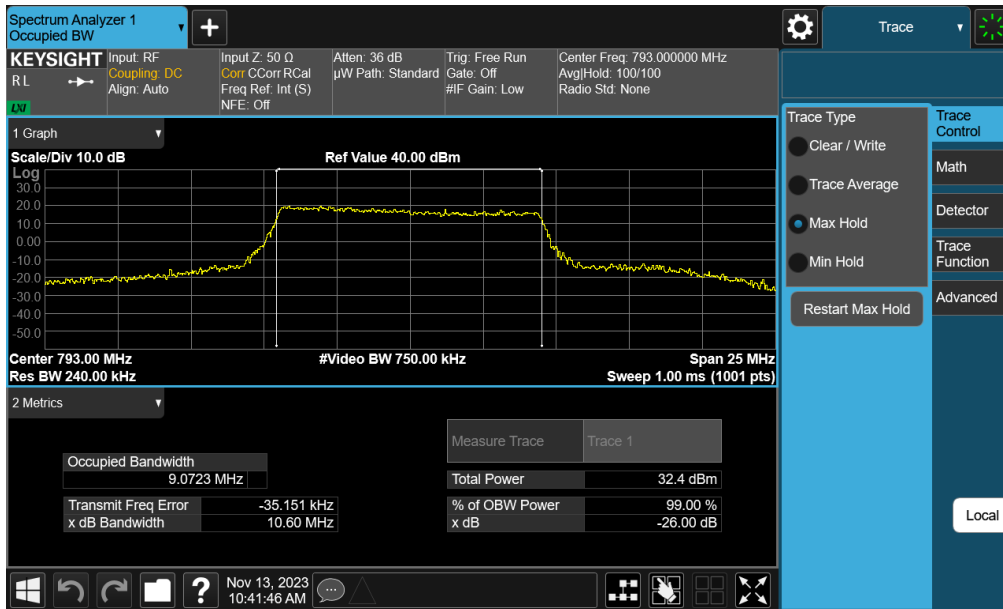 Spectrum Analyzer 1
Occupied BW
+
Trace
KEYSIGHT
R L
LXI
Input: RF
Coupling: DC
Align: Auto
Input Z: 50 Ω
Corr CCorr RCal
Freq Ref: Int (S)
NFE: Off
Atten: 36 dB
µW Path: Standard
Trig: Free Run
Gate: Off
#IF Gain: Low
Center Freq: 793.000000 MHz
Avg|Hold: 100/100
Radio Std: None
1 Graph
Scale/Div 10.0 dB
Ref Value 40.00 dBm
Log
30.0
20.0
10.0
0.00
-10.0
-20.0
-30.0
-40.0
-50.0
Center 793.00 MHz
#Video BW 750.00 kHz
Span 25 MHz
Res BW 240.00 kHz
Sweep 1.00 ms (1001 pts)
2 Metrics
Measure Trace
Trace 1
Occupied Bandwidth
9.0723 MHz
Total Power
32.4 dBm
Transmit Freq Error
-35.151 kHz
% of OBW Power
99.00 %
x dB Bandwidth
10.60 MHz
x dB
-26.00 dB
Trace Type
Clear / Write
Trace Average
Max Hold
Min Hold
Restart Max Hold
Trace
Control
Math
Detector
Trace
Function
Advanced
Local
?
Nov 13, 2023
10:41:46 AM